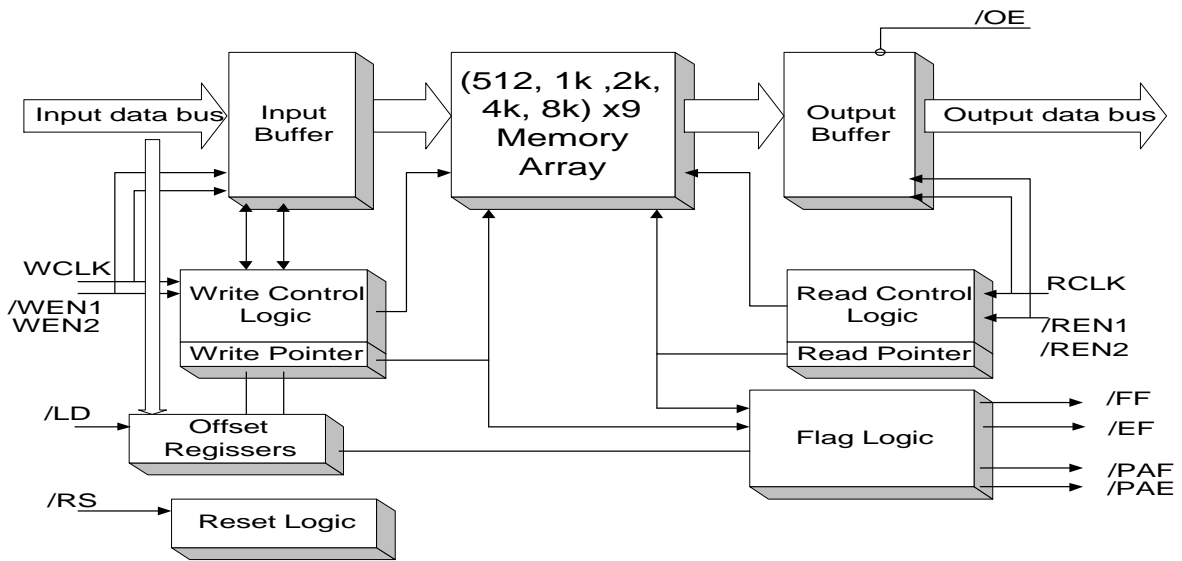 /OE
Input data bus
Input
Buffer
(512, 1k ,2k,
4k, 8k) x9
Memory
Array
Output
Buffer
Output data bus
WCLK
/WEN1
WEN2
Write Control
Logic
Write Pointer
Read Control
Logic
Read Pointer
RCLK
/REN1
/REN2
/LD
Offset
Regissers
Flag Logic
/FF
/EF
/PAF
/PAE
/RS
Reset Logic